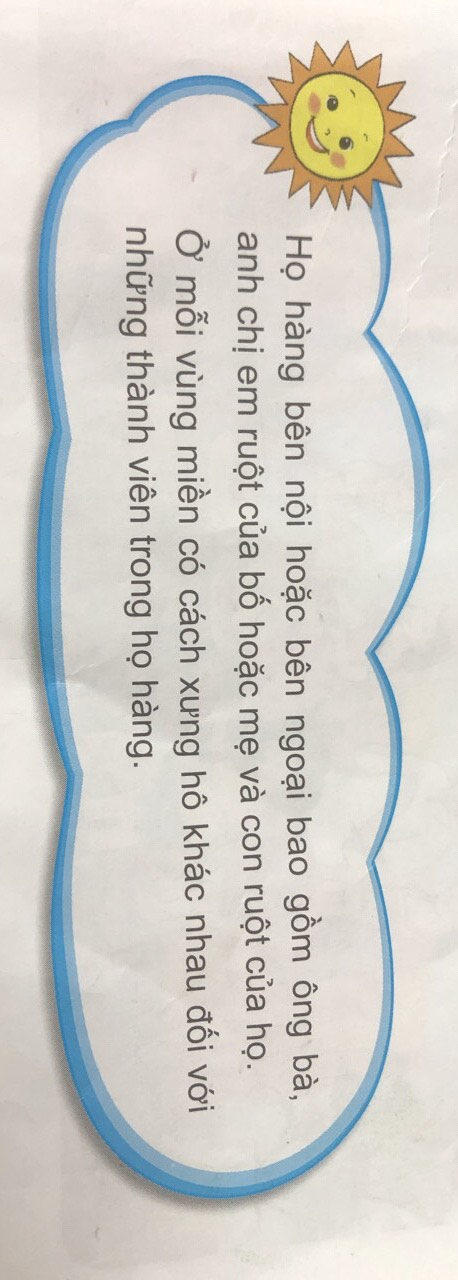 Họ hàng bên nội hoặc bên ngoại bao gồm ông bà,
anh chị em ruột của bố hoặc mẹ và con ruột của họ.
Ở mỗi vùng miền có cách xưng hô khác nhau đối với
những thành viên trong họ hàng.